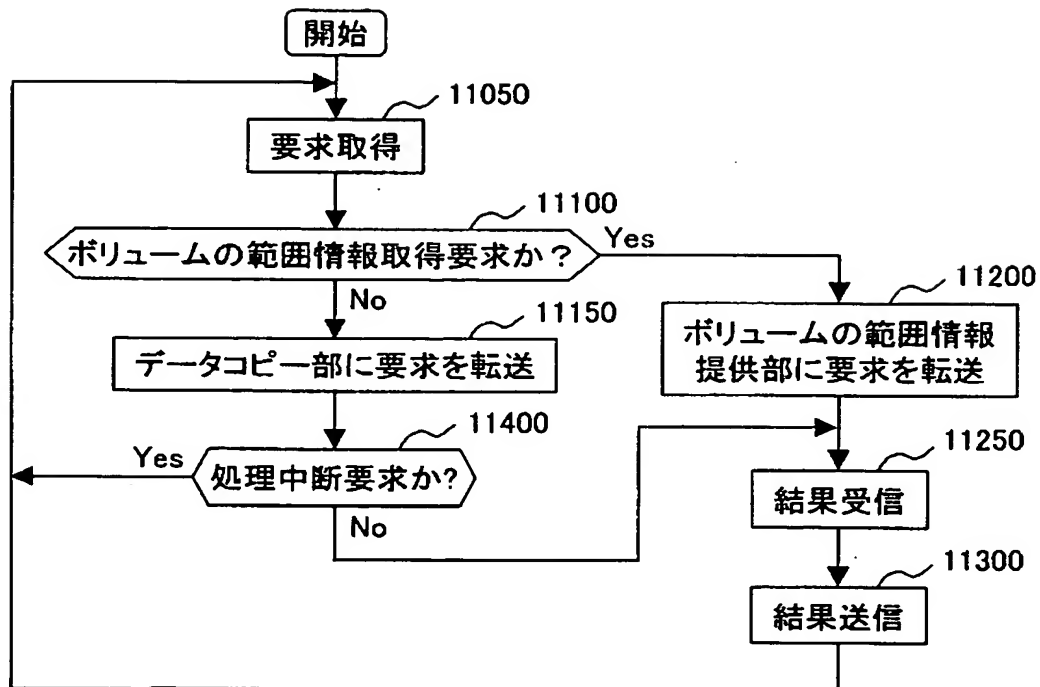 開始
11050
要求取得
11100
ボリュームの範囲情報取得要求か?
Yes
No
11150
データコピー部に要求を転送
11200
ボリュームの範囲情報
提供部に要求を転送
11400
Yes
処理中断要求か?
No
11250
結果受信
11300
結果送信